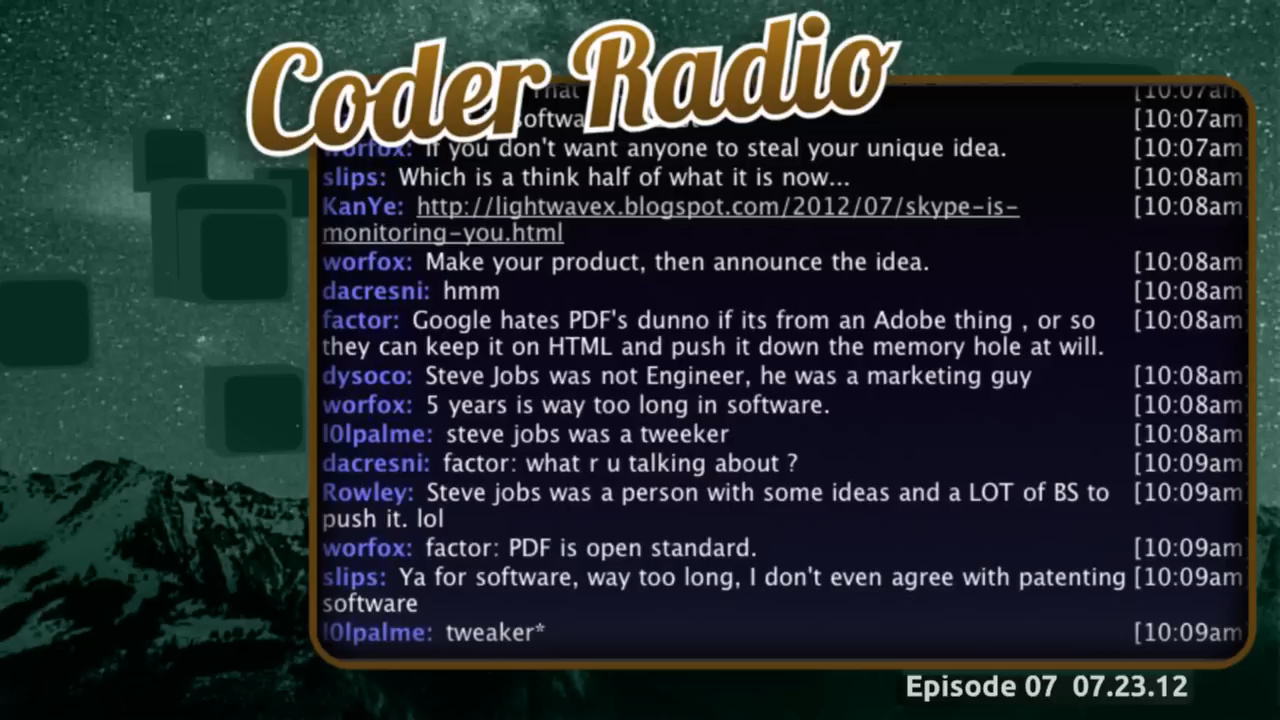 Coder Radio
That
[10:07am
softwa
[10:07am
worfox: If you don't want anyone to steal your unique idea. [10:07am
slips: Which is a think half of what it is now... [10:08am
KanYe: http://lightwavex.blogspot.com/2012/07/skype-is- [10:08am
monitoring-you.html
worfox: Make your product, then announce the idea. [10:08am
dacresni: hmm [10:08am
factor: Google hates PDF's dunno if its from an Adobe thing , or so [10:08am
they can keep it on HTML and push it down the memory hole at will.
dysoco: Steve Jobs was not Engineer, he was a marketing guy [10:08am
worfox: 5 years is way too long in software. [10:08am
l0lpalme: steve jobs was a tweeker [10:08am
dacresni: factor: what r u talking about ? [10:09am
Rowley: Steve jobs was a person with some ideas and a LOT of BS to [10:09am
push it. lol
worfox: factor: PDF is open standard. [10:09am
slips: Ya for software, way too long, I don't even agree with patenting [10:09am
software
l0lpalme: tweaker* [10:09am
Episode 07 07.23.12